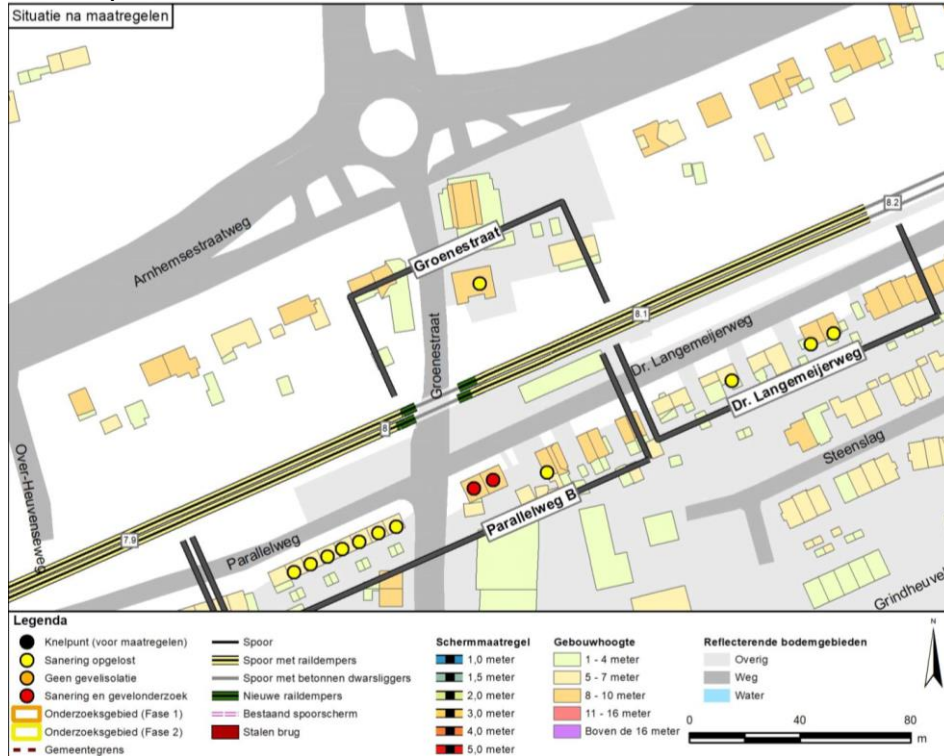 Situatie na maatregelen
8.2
Arnhemsestraatweg
Groenestraat
8.1
Dr. Langemeijerweg
Groenestraat
Dr. Langemeijerweg
8
Steenslag
Over-Heuvenseweg
Parallelweg B
7.9
Parallelweg
Grindheuvel
Legenda
Knelpunt (voor maatregelen)
Sanering opgelost
Geen gevelisolatie
Sanering en gevelonderzoek
Onderzoeksgebied (Fase 1)
Onderzoeksgebied (Fase 2)
Gemeentegrens
Spoor
Spoor met raildempers
Spoor met betonnen dwarsliggers
Nieuwe raildempers
Bestaand spoorscherm
Stalen brug
Schermmaatregel
1,0 meter
1,5 meter
2,0 meter
3,0 meter
4,0 meter
5,0 meter
Gebouwhoogte
1 - 4 meter
5 - 7 meter
8 - 10 meter
11 - 16 meter
Boven de 16 meter
Reflecterende bodemgebieden
Overig
Weg
Water
N
0 40 80
m